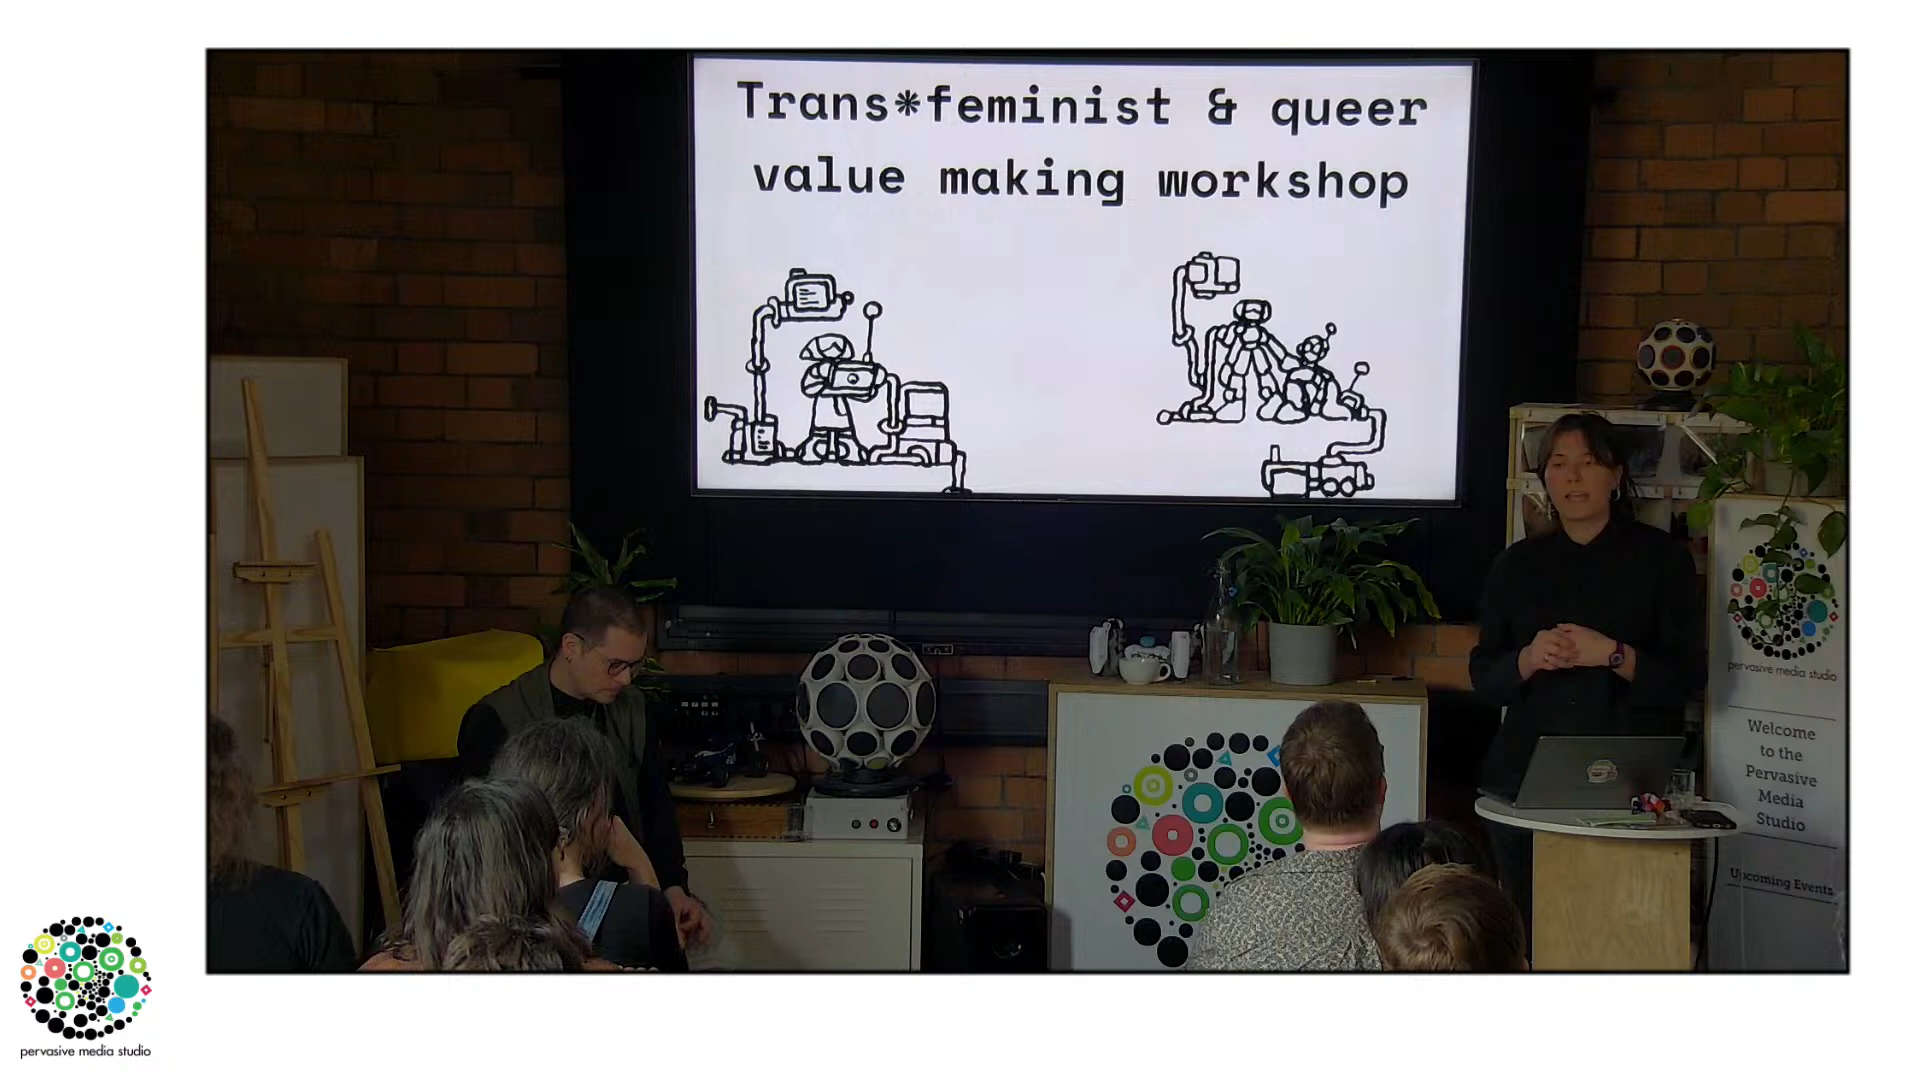 Trans*feminist & queer
value making workshop
pervasive media studio
Welcome
to the
Pervasive
Media
Studio
Upcoming Events
pervasive media studio